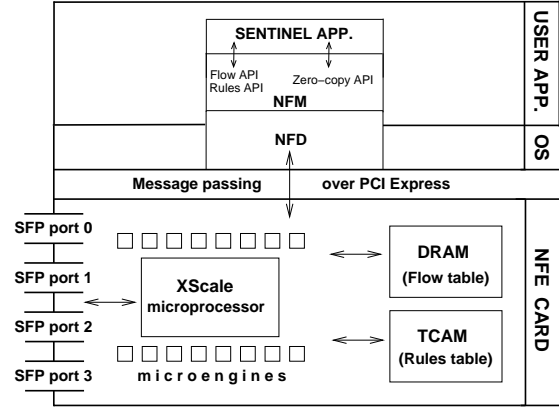 SENTINEL APP.
Flow API
Rules API
Zero−copy API
NFM
USER APP.
NFD
OS
Message passing over PCI Express
SFP port 0
SFP port 1
SFP port 2
SFP port 3
XScale
microprocessor
microengines
DRAM
(Flow table)
TCAM
(Rules table)
NFE CARD